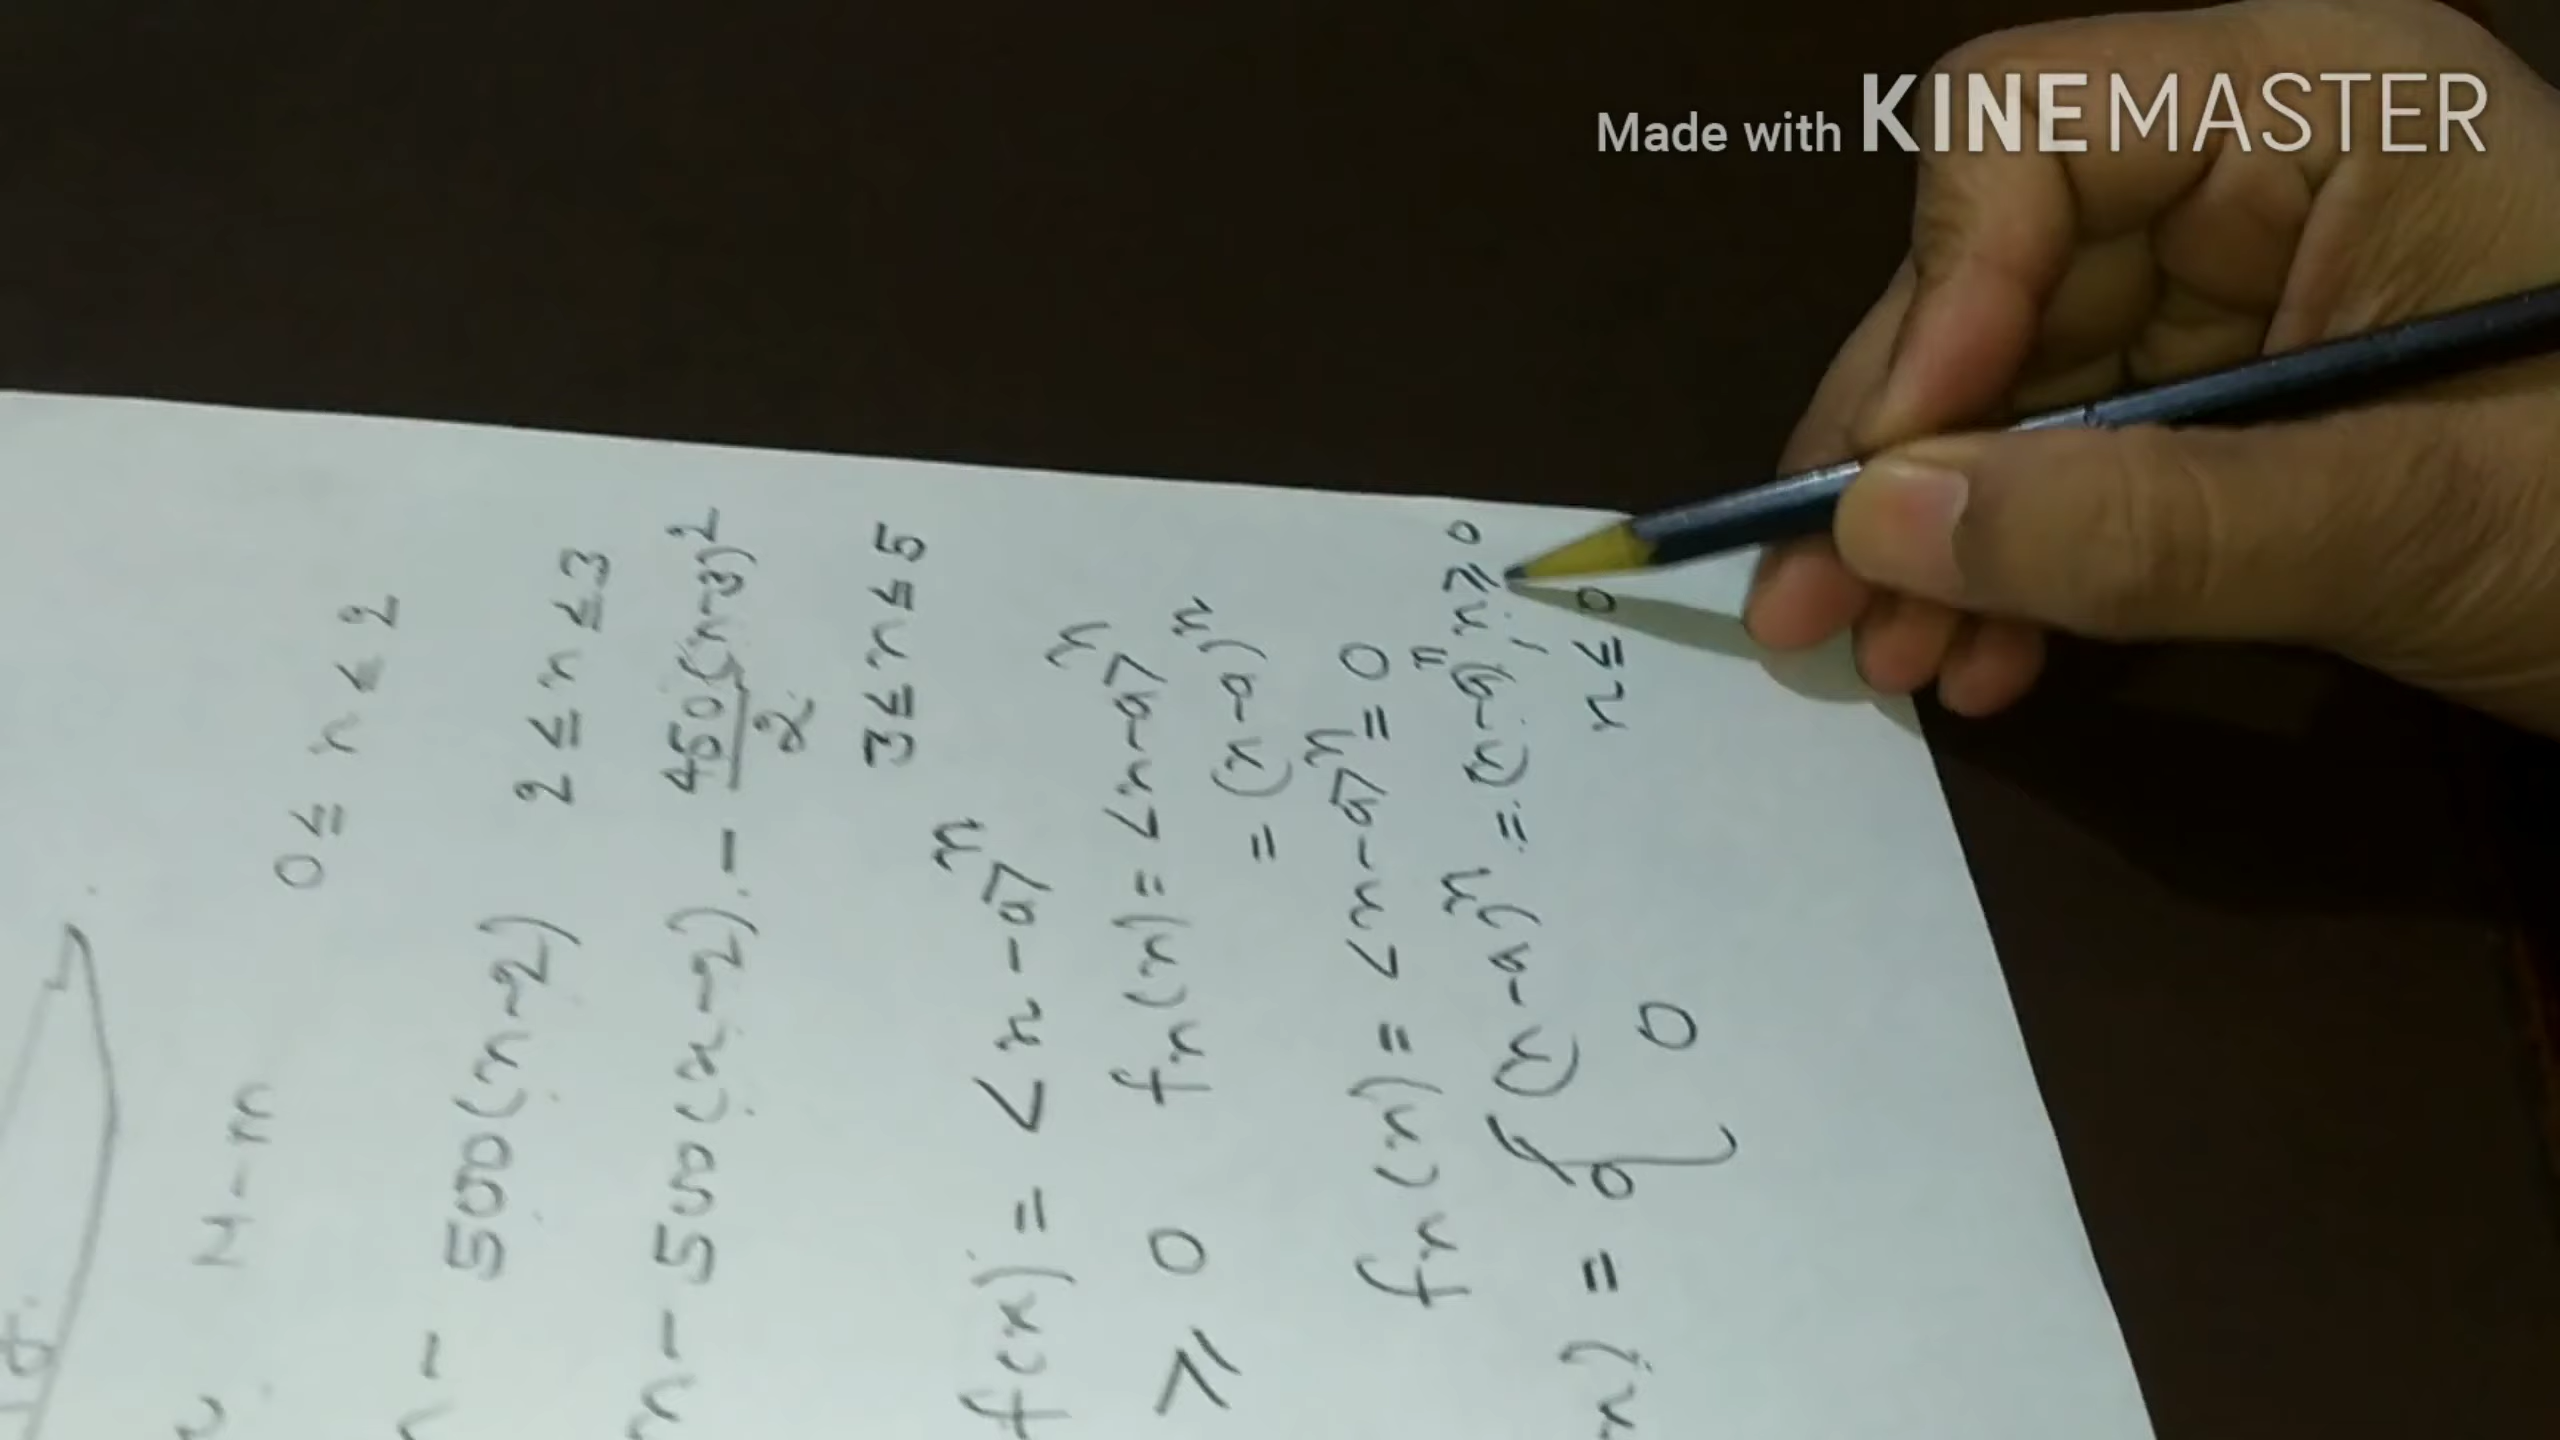 Made with KINEMASTER
M-x
0 ≤ x ≤ 2
- 500(x-2) 2 ≤ x ≤ 3
x - 500(x-2) - 450(x-3)²/2
3 ≤ x ≤ 5
f(x) = <x-a>ⁿ
≥ 0 fn(x) = <x-a>ⁿ
= (x-a)ⁿ
fn(x) = <x-a>ⁿ = 0
{ (x-a)ⁿ = (x-a)ⁿ, x ≥ 0
x) = 0
0 x ≤ 0